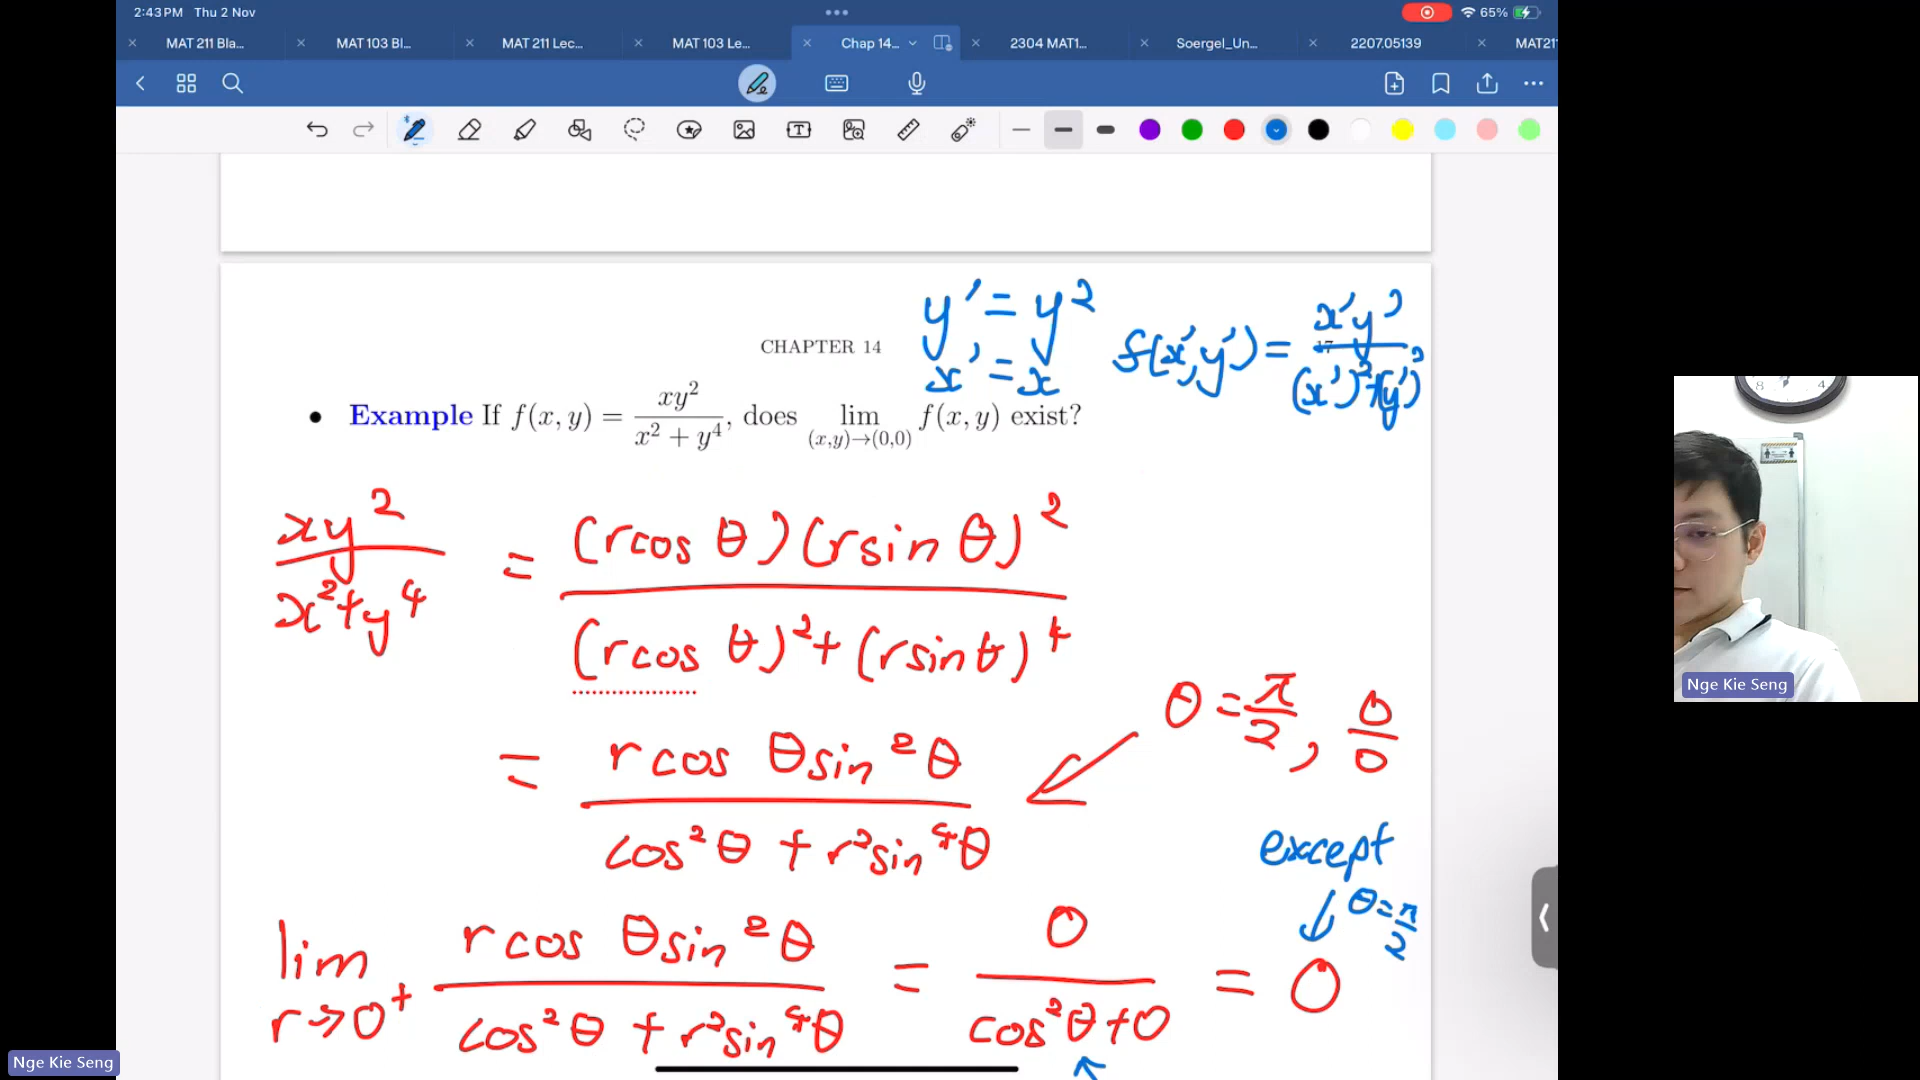 2:43 PM Thu 2 Nov
65%
MAT 211 Bla...
MAT 103 Bl...
MAT 211 Lec...
MAT 103 Le...
Chap 14...
2304 MAT1...
Soergel_Un...
2207.05139
MAT21
CHAPTER 14
17
y' = y²
x' = x
f(x', y') = x'y' / (x')² + (y')²
• Example If f(x, y) = xy² / x² + y⁴, does lim (x,y)→(0,0) f(x, y) exist?
xy² / x² + y⁴ = (r cos θ)(r sin θ)² / (r cos θ)² + (r sin θ)⁴
= r cos θ sin² θ / cos² θ + r² sin⁴ θ
θ = π/2, 0/0
except
θ = π/2
lim r→0⁺ r cos θ sin² θ / cos² θ + r² sin⁴ θ = 0 / cos² θ + 0 = 0
Nge Kie Seng
Nge Kie Seng